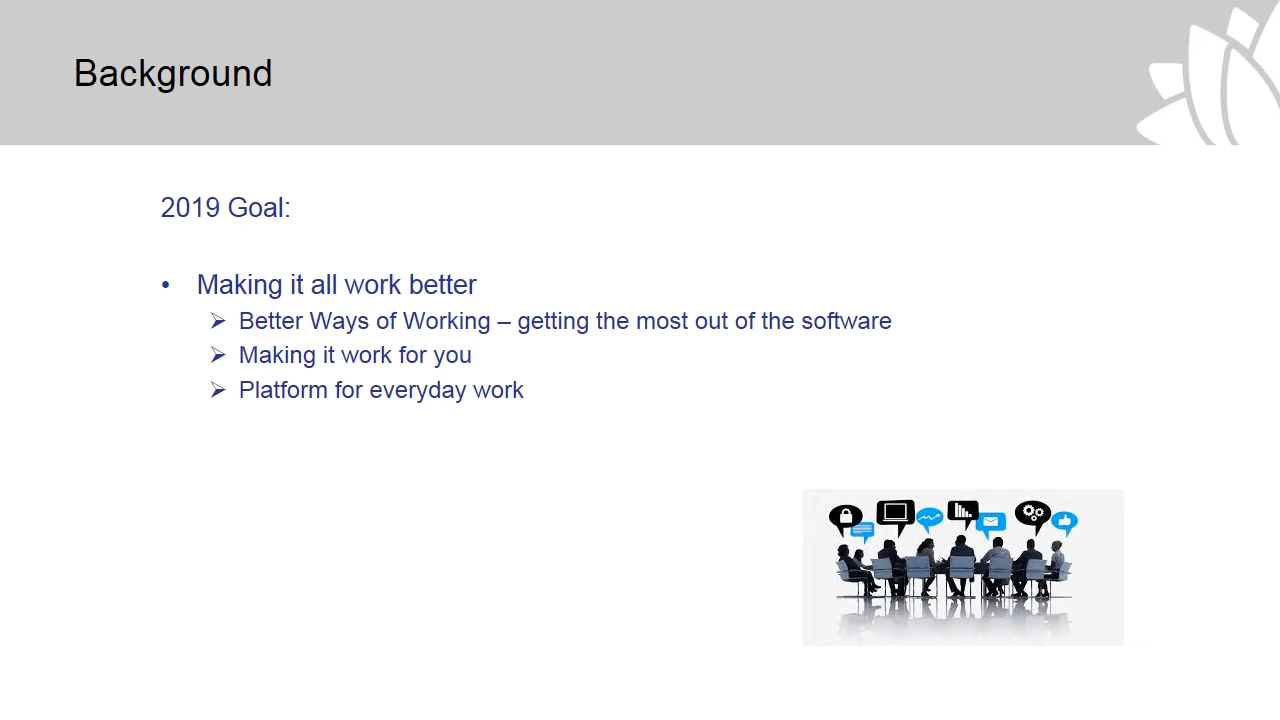 Background
2019 Goal:
• Making it all work better
➢ Better Ways of Working – getting the most out of the software
➢ Making it work for you
➢ Platform for everyday work